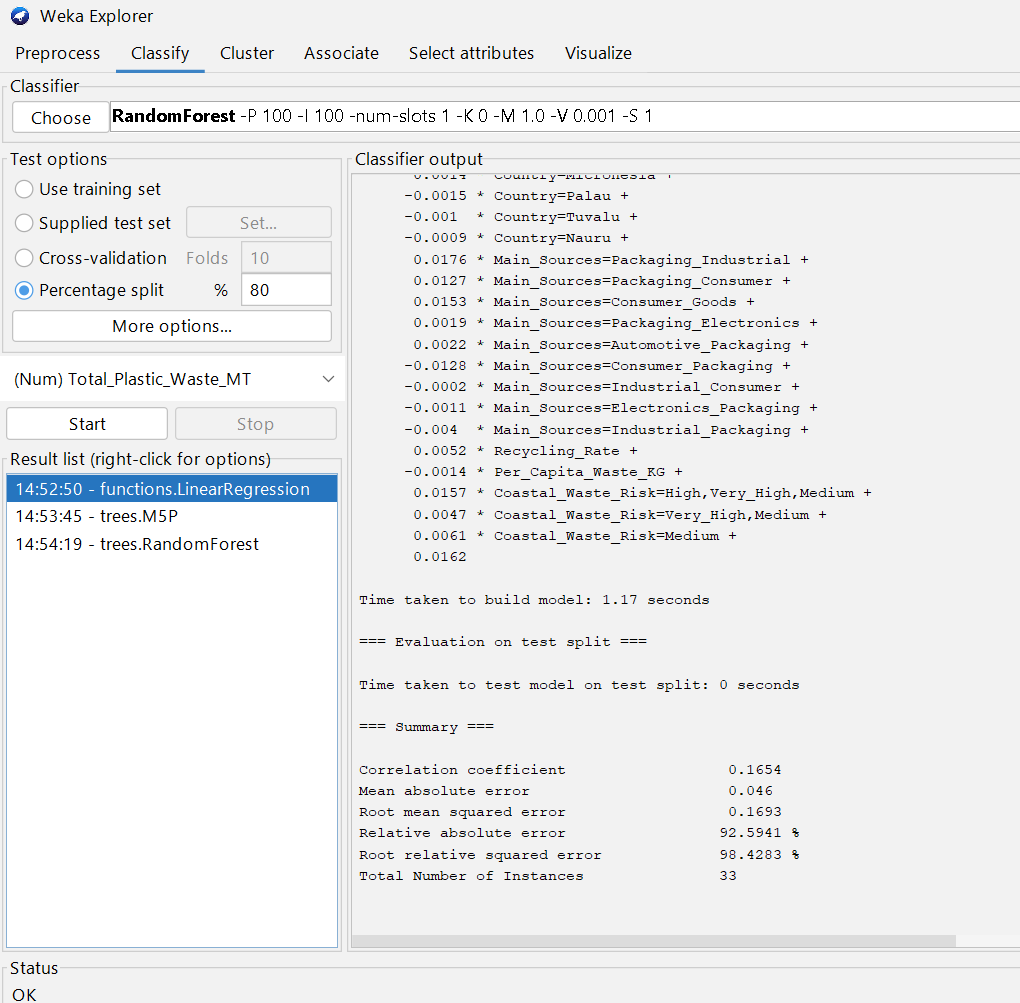 Weka Explorer
Preprocess Classify Cluster Associate Select attributes Visualize
Classifier
Choose RandomForest -P 100 -I 100 -num-slots 1 -K 0 -M 1.0 -V 0.001 -S 1
Test options
Use training set
Supplied test set Set...
Cross-validation Folds 10
Percentage split % 80
More options...
(Num) Total_Plastic_Waste_MT
Start Stop
Result list (right-click for options)
14:52:50 - functions.LinearRegression
14:53:45 - trees.M5P
14:54:19 - trees.RandomForest
Classifier output
0.0014 * Country=Micronesia +
-0.0015 * Country=Palau +
-0.001 * Country=Tuvalu +
-0.0009 * Country=Nauru +
0.0176 * Main_Sources=Packaging_Industrial +
0.0127 * Main_Sources=Packaging_Consumer +
0.0153 * Main_Sources=Consumer_Goods +
0.0019 * Main_Sources=Packaging_Electronics +
0.0022 * Main_Sources=Automotive_Packaging +
-0.0128 * Main_Sources=Consumer_Packaging +
-0.0002 * Main_Sources=Industrial_Consumer +
-0.0011 * Main_Sources=Electronics_Packaging +
-0.004 * Main_Sources=Industrial_Packaging +
0.0052 * Recycling_Rate +
-0.0014 * Per_Capita_Waste_KG +
0.0157 * Coastal_Waste_Risk=High,Very_High,Medium +
0.0047 * Coastal_Waste_Risk=Very_High,Medium +
0.0061 * Coastal_Waste_Risk=Medium +
0.0162
Time taken to build model: 1.17 seconds
=== Evaluation on test split ===
Time taken to test model on test split: 0 seconds
=== Summary ===
Correlation coefficient 0.1654
Mean absolute error 0.046
Root mean squared error 0.1693
Relative absolute error 92.5941 %
Root relative squared error 98.4283 %
Total Number of Instances 33
Status
OK